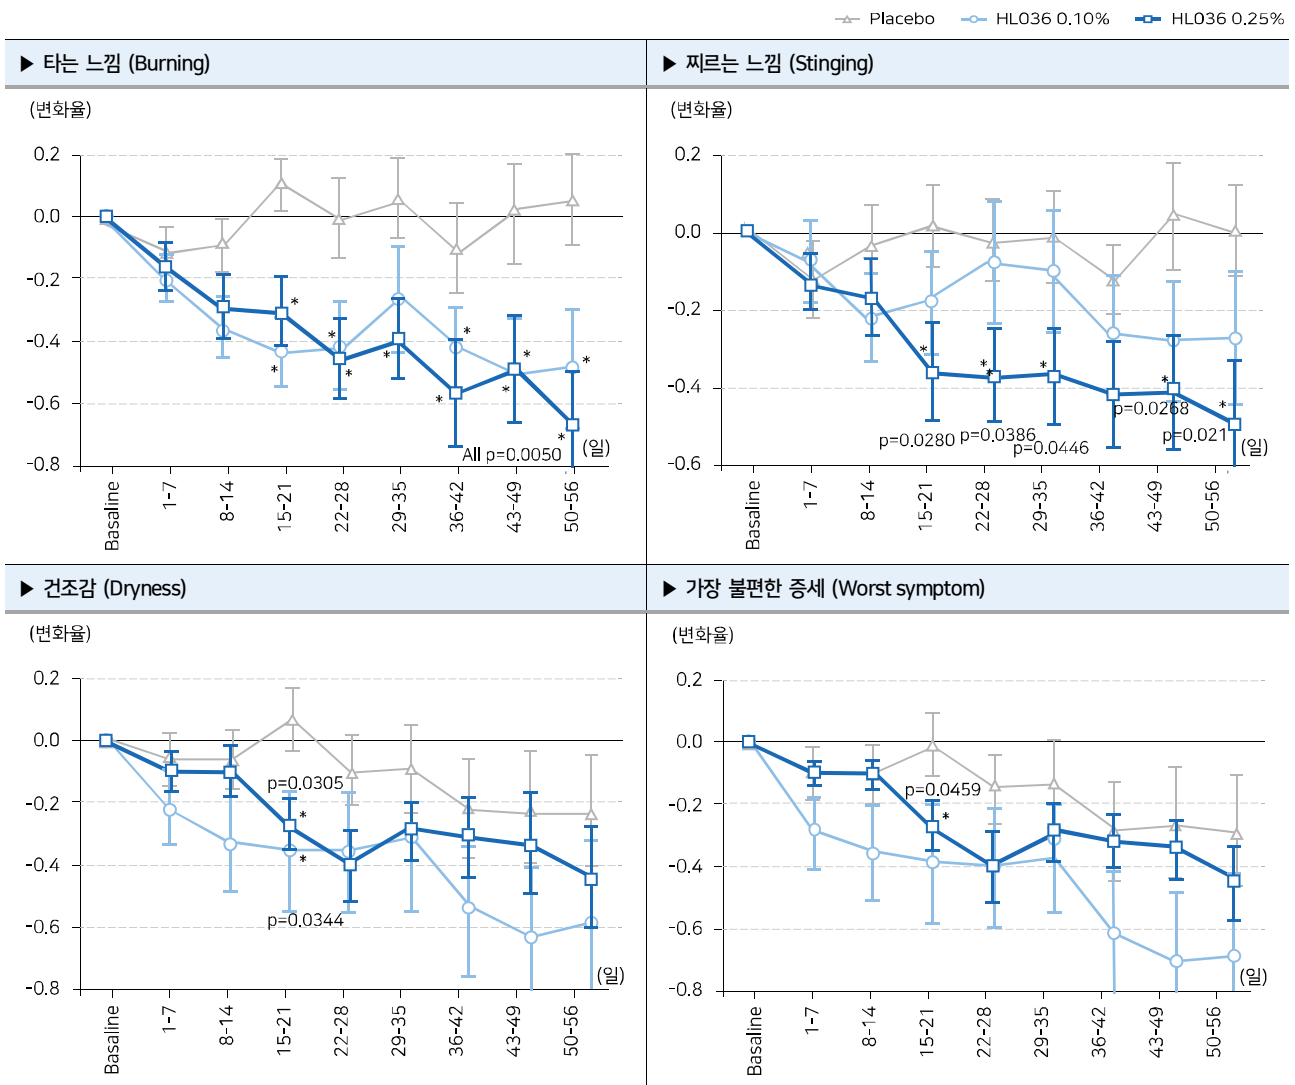 Placebo HL036 0.10% HL036 0.25%
▶ 타는 느낌 (Burning)
(변화율)
0.2
0.0
-0.2
-0.4
-0.6
-0.8
*
*
*
*
*
*
*
*
*
*
*
All p=0.0050
(일)
Basaline
1-7
8-14
15-21
22-28
29-35
36-42
43-49
50-56
▶ 찌르는 느낌 (Stinging)
(변화율)
0.2
0.0
-0.2
-0.4
-0.6
*
*
*
*
*
*
p=0.0280
p=0.0386
p=0.0446
p=0.0268
p=0.021
(일)
Basaline
1-7
8-14
15-21
22-28
29-35
36-42
43-49
50-56
▶ 건조감 (Dryness)
(변화율)
0.2
0.0
-0.2
-0.4
-0.6
-0.8
p=0.0305
*
*
p=0.0344
(일)
Basaline
1-7
8-14
15-21
22-28
29-35
36-42
43-49
50-56
▶ 가장 불편한 증세 (Worst symptom)
(변화율)
0.2
0.0
-0.2
-0.4
-0.6
-0.8
p=0.0459
*
(일)
Basaline
1-7
8-14
15-21
22-28
29-35
36-42
43-49
50-56